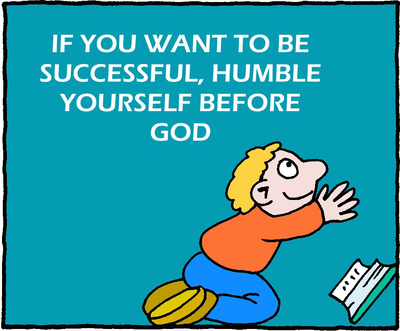 IF YOU WANT TO BE
SUCCESSFUL, HUMBLE
YOURSELF BEFORE
GOD